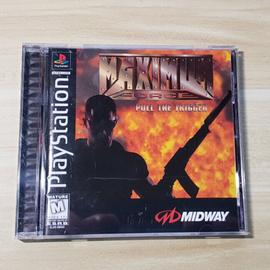 MAXIMUM
FORCE
PULL THE TRIGGER
PlayStation
MATURE
M
MIDWAY